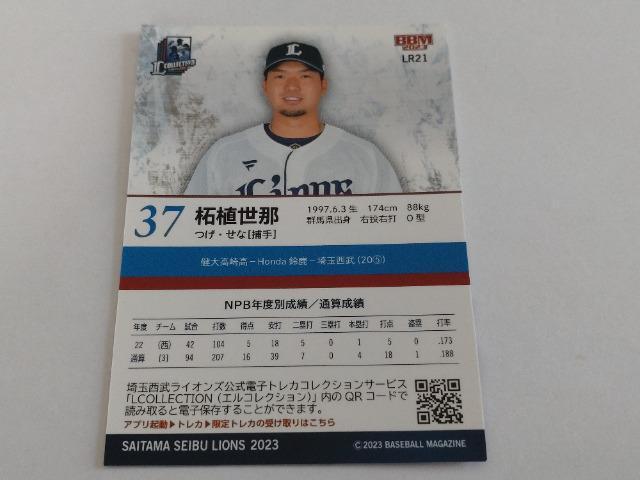 L COLLECTION
BBM
2023
LR21
L
Lions
37 柘植世那
つげ・せな[捕手]
1997.6.3生 174cm 88kg
群馬県出身 右投右打 O型
健大高崎高－Honda鈴鹿－埼玉西武(20⑤)
NPB年度別成績／通算成績
年度 チーム 試合 打数 得点 安打 二塁打 三塁打 本塁打 打点 盗塁 打率
22 (西) 42 104 5 18 5 0 1 5 0 .173
通算 (3) 94 207 16 39 7 0 4 18 1 .188
埼玉西武ライオンズ公式電子トレカコレクションサービス
「LCOLLECTION（エルコレクション）」内のQRコードで
読み取ると電子保存することができます。
アプリ起動▶トレカ▶限定トレカの受け取りはこちら
SAITAMA SEIBU LIONS 2023
© 2023 BASEBALL MAGAZINE